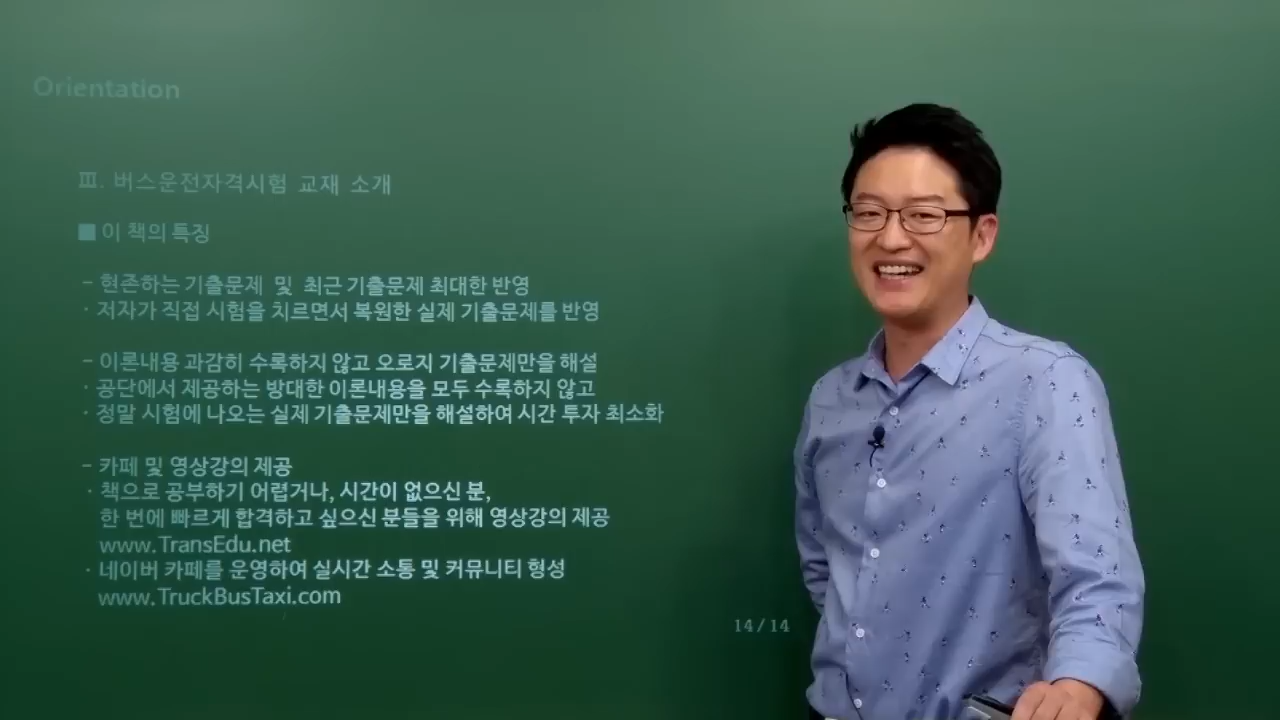 Orientation
Ⅲ. 버스운전자격시험 교재 소개
■ 이 책의 특징
- 현존하는 기출문제 및 최근 기출문제 최대한 반영
· 저자가 직접 시험을 치르면서 복원한 실제 기출문제를 반영
- 이론내용 과감히 수록하지 않고 오로지 기출문제만을 해설
· 공단에서 제공하는 방대한 이론내용을 모두 수록하지 않고
· 정말 시험에 나오는 실제 기출문제만을 해설하여 시간 투자 최소화
- 카페 및 영상강의 제공
· 책으로 공부하기 어렵거나, 시간이 없으신 분,
한 번에 빠르게 합격하고 싶으신 분들을 위해 영상강의 제공
www.TransEdu.net
· 네이버 카페를 운영하여 실시간 소통 및 커뮤니티 형성
www.TruckBusTaxi.com
14 / 14